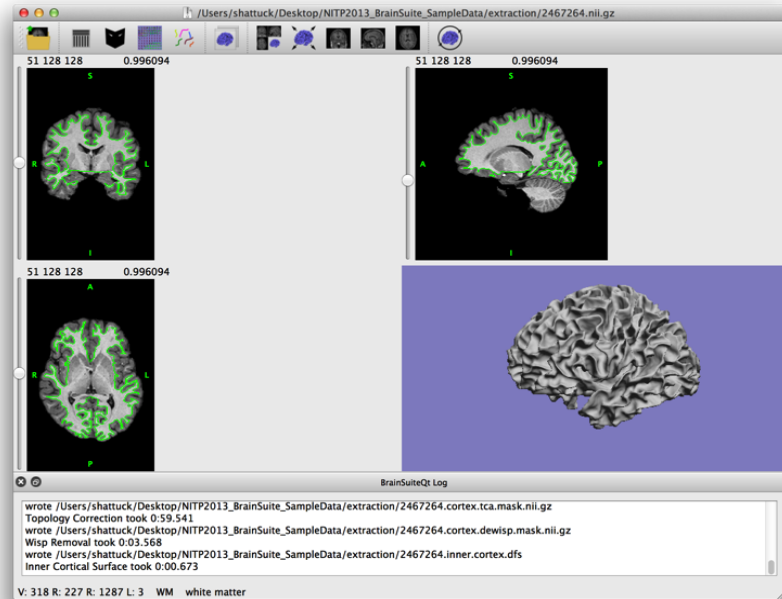 /Users/shattuck/Desktop/NITP2013_BrainSuite_SampleData/extraction/2467264.nii.gz
51 128 128 0.996094
S
R L
I
51 128 128 0.996094
S
A P
I
51 128 128 0.996094
A
R L
P
BrainSuiteQt Log
wrote /Users/shattuck/Desktop/NITP2013_BrainSuite_SampleData/extraction/2467264.cortex.tca.mask.nii.gz
Topology Correction took 0:59.541
wrote /Users/shattuck/Desktop/NITP2013_BrainSuite_SampleData/extraction/2467264.cortex.dewisp.mask.nii.gz
Wisp Removal took 0:03.568
wrote /Users/shattuck/Desktop/NITP2013_BrainSuite_SampleData/extraction/2467264.inner.cortex.dfs
Inner Cortical Surface took 0:00.673
V: 318 R: 227 R: 1287 L: 3 WM white matter